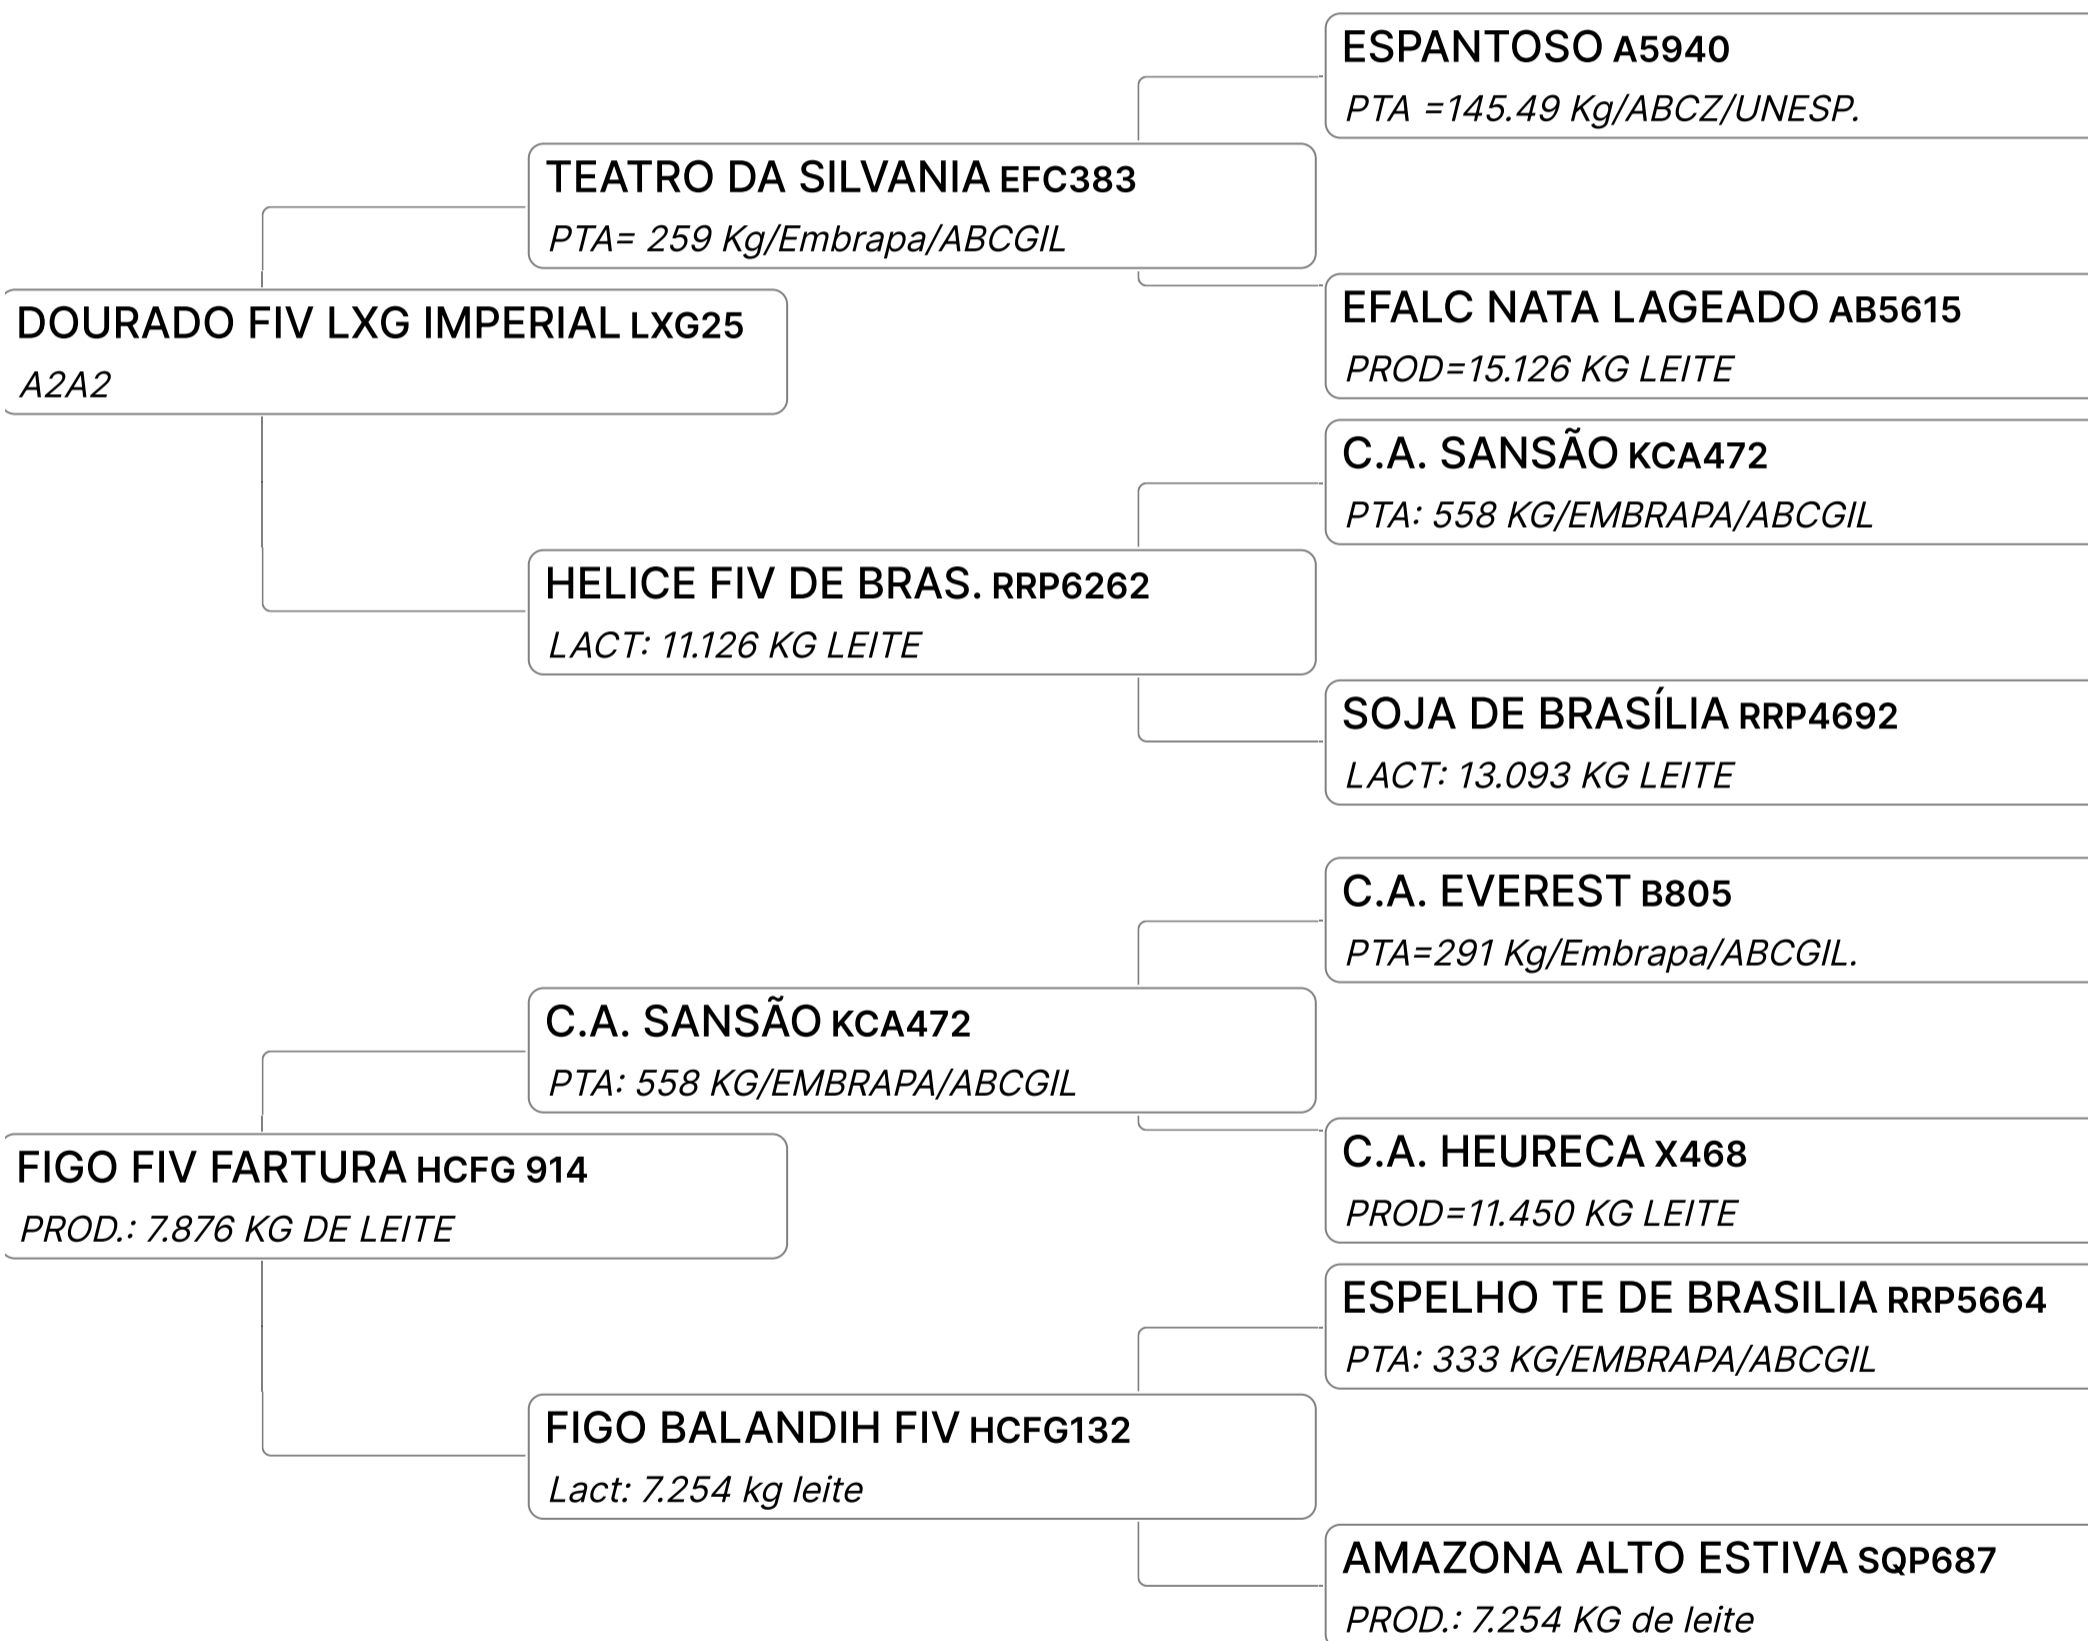 ESPANTOSO A5940
PTA =145.49 Kg/ABCZ/UNESP.
TEATRO DA SILVANIA EFC383
PTA= 259 Kg/Embrapa/ABCGIL
EFALC NATA LAGEADO AB5615
PROD=15.126 KG LEITE
DOURADO FIV LXG IMPERIAL LXG25
A2A2
C.A. SANSÃO KCA472
PTA: 558 KG/EMBRAPA/ABCGIL
HELICE FIV DE BRAS. RRP6262
LACT: 11.126 KG LEITE
SOJA DE BRASÍLIA RRP4692
LACT: 13.093 KG LEITE
C.A. EVEREST B805
PTA=291 Kg/Embrapa/ABCGIL.
C.A. SANSÃO KCA472
PTA: 558 KG/EMBRAPA/ABCGIL
C.A. HEURECA X468
PROD=11.450 KG LEITE
FIGO FIV FARTURA HCFG 914
PROD.: 7.876 KG DE LEITE
ESPELHO TE DE BRASILIA RRP5664
PTA: 333 KG/EMBRAPA/ABCGIL
FIGO BALANDIH FIV HCFG132
Lact: 7.254 kg leite
AMAZONA ALTO ESTIVA SQP687
PROD.: 7.254 KG de leite